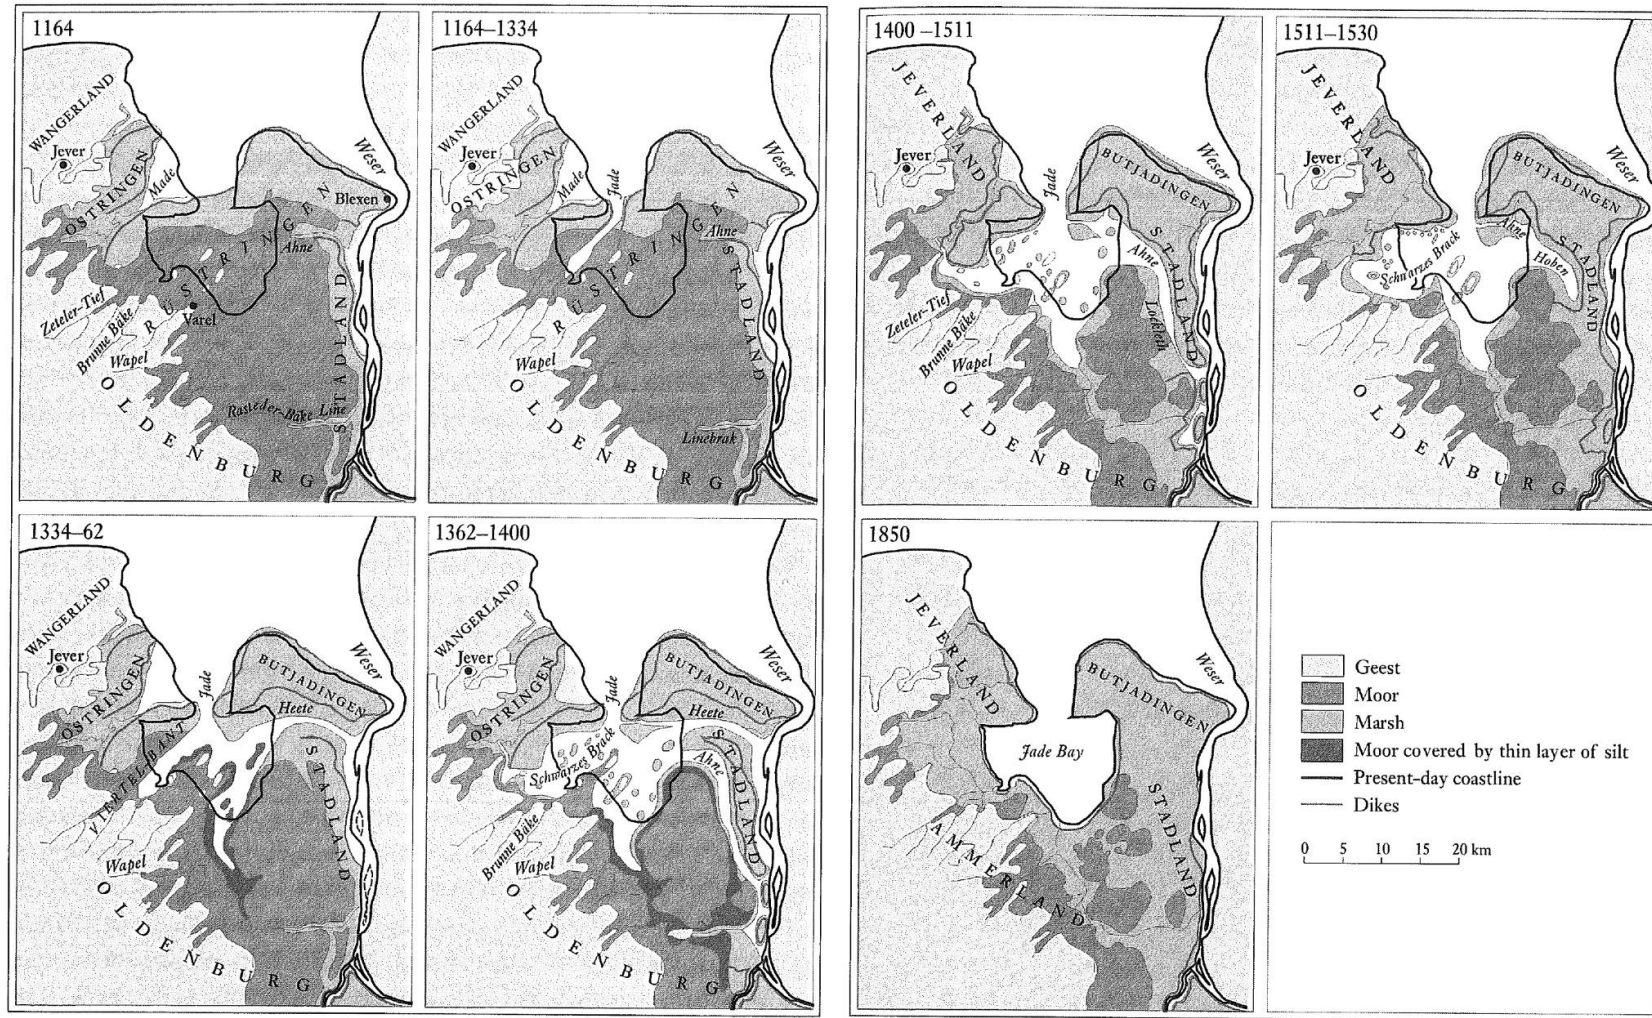 1164
WANGERLAND
Jever
OSTRINGEN
Made
Weser
Blexen
RÜSTRINGEN
Ahne
STADLAND
Zeteler-Tief
Brunne Bäke
Varel
Wapel
Rasteder-Bäke
Line
OLDENBURG
1164–1334
WANGERLAND
Jever
OSTRINGEN
Made
Jade
Weser
RÜSTRINGEN
Ahne
STADLAND
Linebrak
OLDENBURG
1400–1511
JEVERLAND
Jever
Jade
BUTJADINGEN
Weser
Ahne
STADLAND
Lockfleth
Zeteler-Tief
Brunne Bäke
Wapel
OLDENBURG
1511–1530
JEVERLAND
Jever
BUTJADINGEN
Weser
Ahne
Schwarzes Brack
Hoben
STADLAND
OLDENBURG
1334–62
WANGERLAND
Jever
OSTRINGEN
Jade
BUTJADINGEN
Weser
Heete
VIERTEL BANT
STADLAND
Wapel
OLDENBURG
1362–1400
WANGERLAND
Jever
OSTRINGEN
Jade
BUTJADINGEN
Weser
Heete
Schwarzes Brack
Ahne
STADLAND
Brunne Bäke
Wapel
OLDENBURG
1850
JEVERLAND
BUTJADINGEN
Weser
Jade Bay
STADLAND
AMMERLAND
Geest
Moor
Marsh
Moor covered by thin layer of silt
Present-day coastline
Dikes
0 5 10 15 20 km